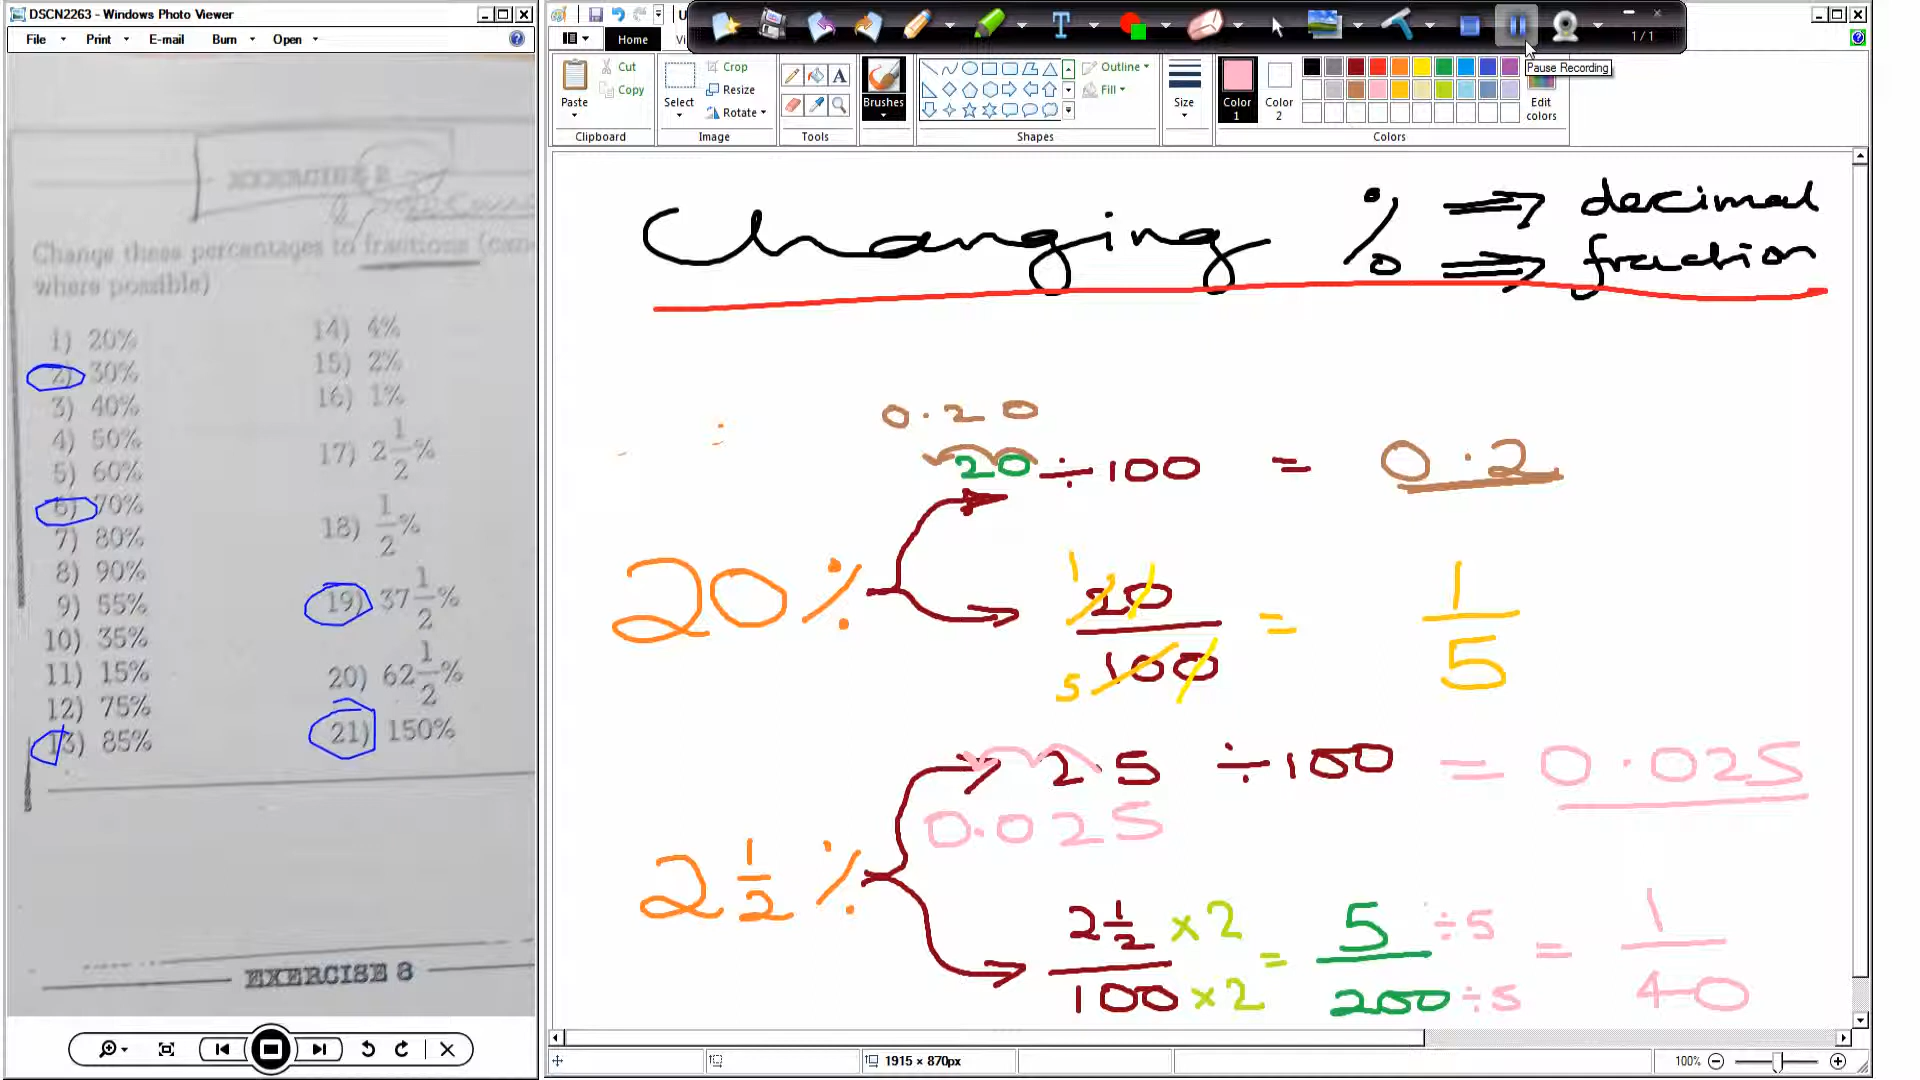 DSCN2263 - Windows Photo Viewer
File Print E-mail Burn Open
Change these percentages to fractions
where possible)
1) 20%
2) 30%
3) 40%
4) 50%
5) 60%
6) 70%
7) 80%
8) 90%
9) 55%
10) 35%
11) 15%
12) 75%
13) 85%
14) 4%
15) 2%
16) 1%
17) 2 1/2 %
18) 1/2 %
19) 37 1/2 %
20) 62 1/2 %
21) 150%
EXERCISE 8
Home
1/1
Pause Recording
Paste Cut Copy
Clipboard
Select Crop Resize Rotate
Image
Tools
Brushes
Outline Fill
Shapes
Size
Color 1
Color 2
Edit colors
Colors
Changing % ⇒ decimal
% ⇒ fraction
0.20
20 ÷ 100 = 0.2
20%
1 20 / 5 100 = 1/5
2.5 ÷ 100 = 0.025
0.025
2 1/2 %
2 1/2 × 2 / 100 × 2 = 5 ÷ 5 / 200 ÷ 5 = 1/40
1915 × 870px
100%